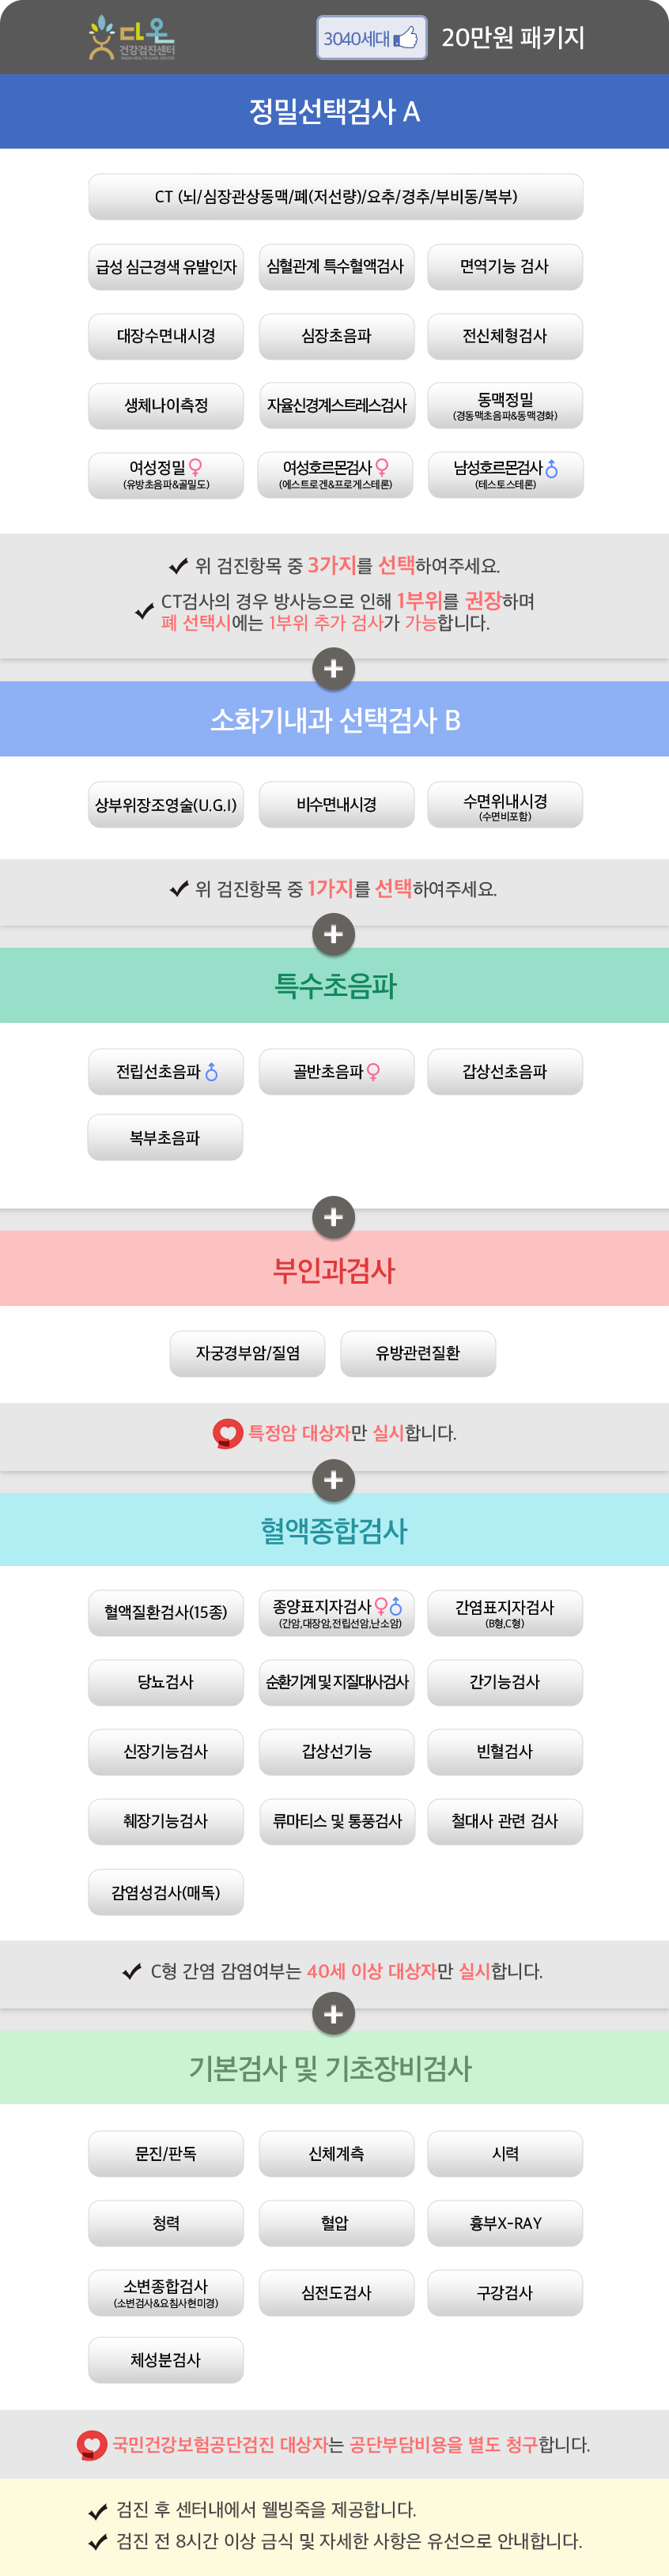 다온
건강검진센터
3040세대
20만원 패키지
정밀선택검사 A
CT (뇌/심장관상동맥/폐(저선량)/요추/경추/부비동/복부)
급성 심근경색 유발인자
심혈관계 특수혈액검사
면역기능 검사
대장수면내시경
심장초음파
전신체형검사
생체나이측정
자율신경계스트레스검사
동맥정밀
(경동맥초음파&동맥경화)
여성정밀
(유방초음파&골밀도)
여성호르몬검사
(에스트로겐&프로게스테론)
남성호르몬검사
(테스토스테론)
위 검진항목 중 3가지를 선택하여주세요.
CT검사의 경우 방사능으로 인해 1부위를 권장하며
폐 선택시에는 1부위 추가 검사가 가능합니다.
소화기내과 선택검사 B
상부위장조영술(U.G.I)
비수면내시경
수면위내시경
(수면비포함)
위 검진항목 중 1가지를 선택하여주세요.
특수초음파
전립선초음파
골반초음파
갑상선초음파
복부초음파
부인과검사
자궁경부암/질염
유방관련질환
특정암 대상자만 실시합니다.
혈액종합검사
혈액질환검사(15종)
종양표지자검사
(간암,대장암,전립선암,난소암)
간염표지자검사
(B형,C형)
당뇨검사
순환기계 및 지질대사검사
간기능검사
신장기능검사
갑상선기능
빈혈검사
췌장기능검사
류마티스 및 통풍검사
철대사 관련 검사
감염성검사(매독)
C형 간염 감염여부는 40세 이상 대상자만 실시합니다.
기본검사 및 기초장비검사
문진/판독
신체계측
시력
청력
혈압
흉부X-RAY
소변종합검사
(소변검사&요침사현미경)
심전도검사
구강검사
체성분검사
국민건강보험공단검진 대상자는 공단부담비용을 별도 청구합니다.
검진 후 센터내에서 웰빙죽을 제공합니다.
검진 전 8시간 이상 금식 및 자세한 사항은 유선으로 안내합니다.